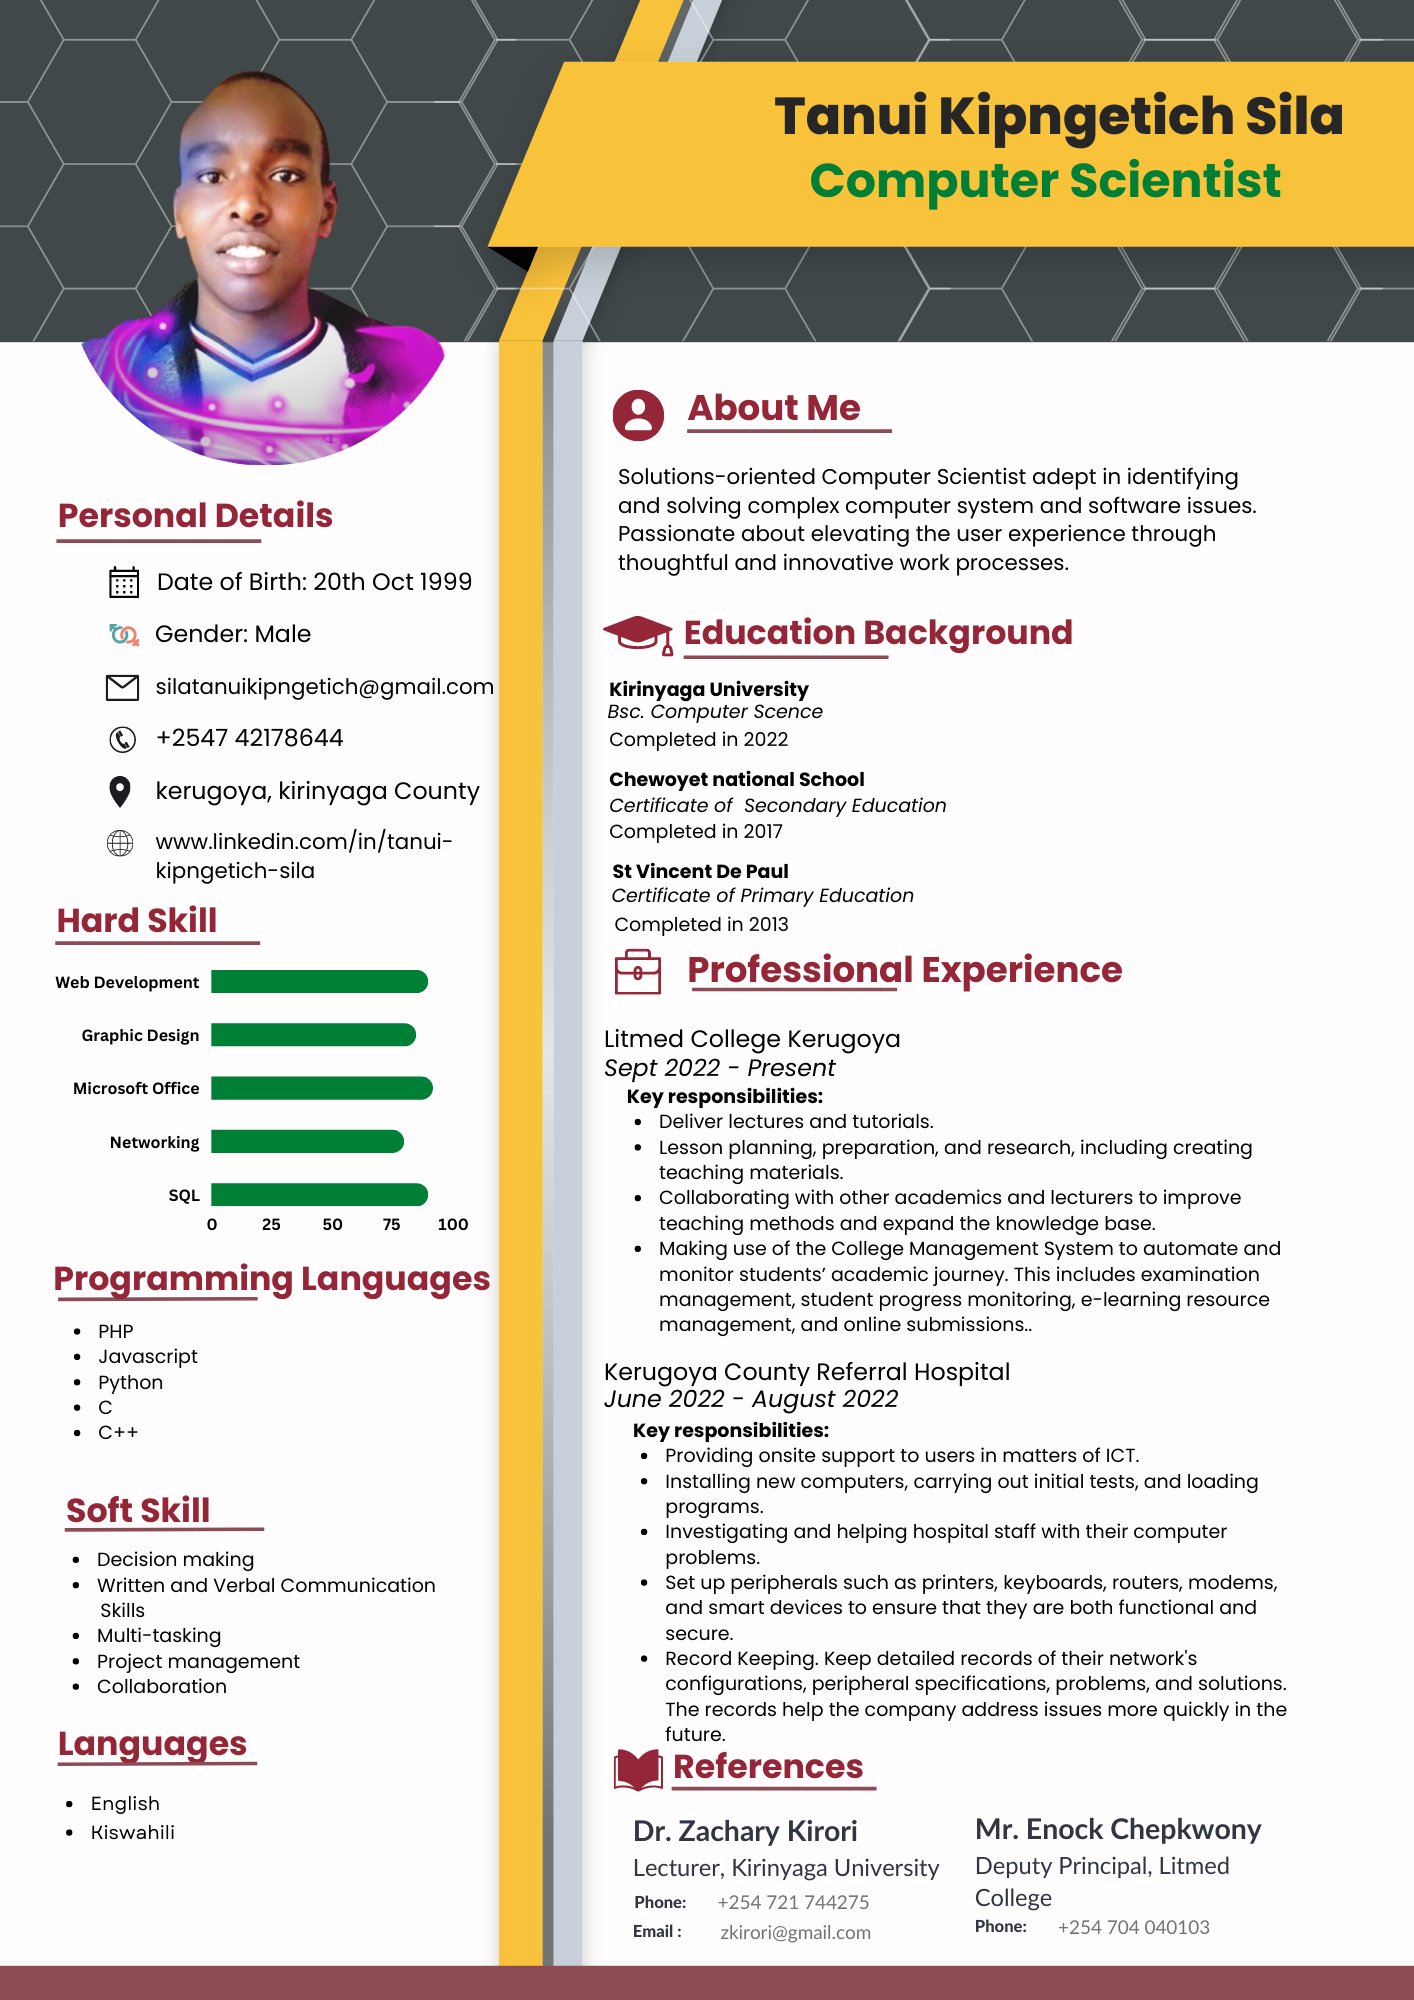 Tanui Kipngetich Sila
Computer Scientist
Personal Details
Date of Birth: 20th Oct 1999
Gender: Male
silatanuikipngetich@gmail.com
+2547 42178644
kerugoya, kirinyaga County
www.linkedin.com/in/tanui-
kipngetich-sila
Hard Skill
Web Development
Graphic Design
Microsoft Office
Networking
SQL
0 25 50 75 100
Programming Languages
• PHP
• Javascript
• Python
• C
• C++
Soft Skill
• Decision making
• Written and Verbal Communication
Skills
• Multi-tasking
• Project management
• Collaboration
Languages
• English
• Kiswahili
About Me
Solutions-oriented Computer Scientist adept in identifying
and solving complex computer system and software issues.
Passionate about elevating the user experience through
thoughtful and innovative work processes.
Education Background
Kirinyaga University
Bsc. Computer Scence
Completed in 2022
Chewoyet national School
Certificate of  Secondary Education
Completed in 2017
St Vincent De Paul
Certificate of Primary Education
Completed in 2013
Professional Experience
Litmed College Kerugoya
Sept 2022 - Present
Key responsibilities:
• Deliver lectures and tutorials.
• Lesson planning, preparation, and research, including creating
teaching materials.
• Collaborating with other academics and lecturers to improve
teaching methods and expand the knowledge base.
• Making use of the College Management System to automate and
monitor students’ academic journey. This includes examination
management, student progress monitoring, e-learning resource
management, and online submissions..
Kerugoya County Referral Hospital
June 2022 - August 2022
Key responsibilities:
• Providing onsite support to users in matters of ICT.
• Installing new computers, carrying out initial tests, and loading
programs.
• Investigating and helping hospital staff with their computer
problems.
• Set up peripherals such as printers, keyboards, routers, modems,
and smart devices to ensure that they are both functional and
secure.
• Record Keeping. Keep detailed records of their network's
configurations, peripheral specifications, problems, and solutions.
The records help the company address issues more quickly in the
future.
References
Dr. Zachary Kirori
Lecturer, Kirinyaga University
Phone: +254 721 744275
Email : zkirori@gmail.com
Mr. Enock Chepkwony
Deputy Principal, Litmed
College
Phone: +254 704 040103